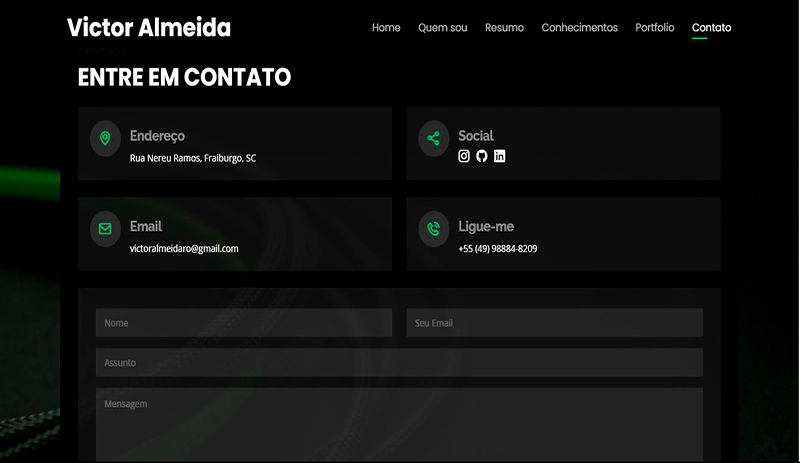 Victor Almeida
Home Quem sou Resumo Conhecimentos Portfolio Contato
CONTATO
ENTRE EM CONTATO
Endereço
Rua Nereu Ramos, Fraiburgo, SC
Social
Email
victoralmeidaro@gmail.com
Ligue-me
+55 (49) 98884-8209
Nome
Seu Email
Assunto
Mensagem